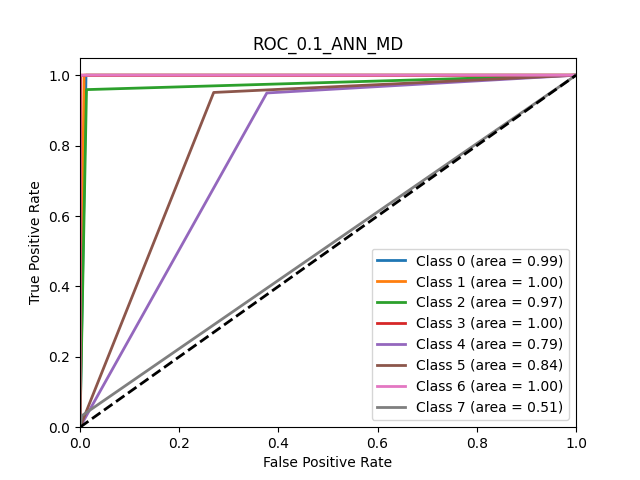 ROC_0.1_ANN_MD
True Positive Rate
1.0
0.8
0.6
0.4
0.2
0.0
Class 0 (area = 0.99)
Class 1 (area = 1.00)
Class 2 (area = 0.97)
Class 3 (area = 1.00)
Class 4 (area = 0.79)
Class 5 (area = 0.84)
Class 6 (area = 1.00)
Class 7 (area = 0.51)
0.0 0.2 0.4 0.6 0.8 1.0
False Positive Rate